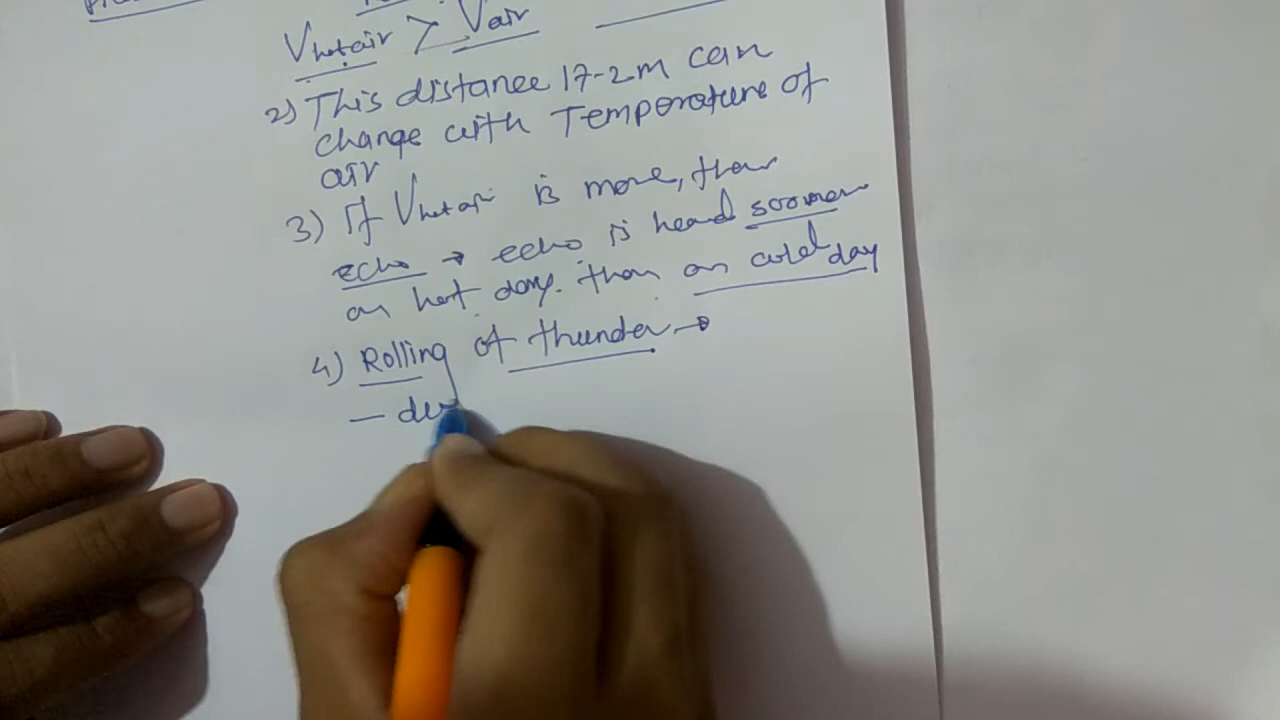 Vhotair > Vair
2) This distance 17-2m can
change with Temperature of
air
3) If Vhotair is more, then
echo → echo is heard sooner
on hot day. than on cold day
4) Rolling of thunder →
– du